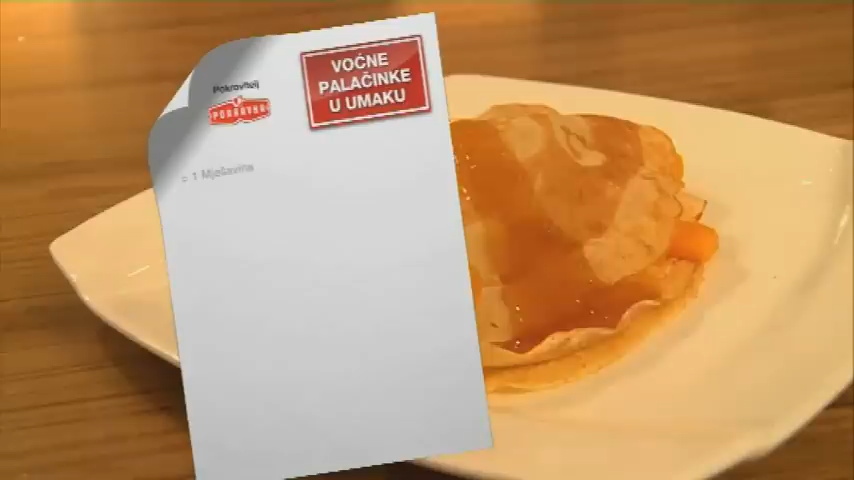 Pokrovitelj
PODRAVKA
VOĆNE
PALAČINKE
U UMAKU
= 1 Mješavina